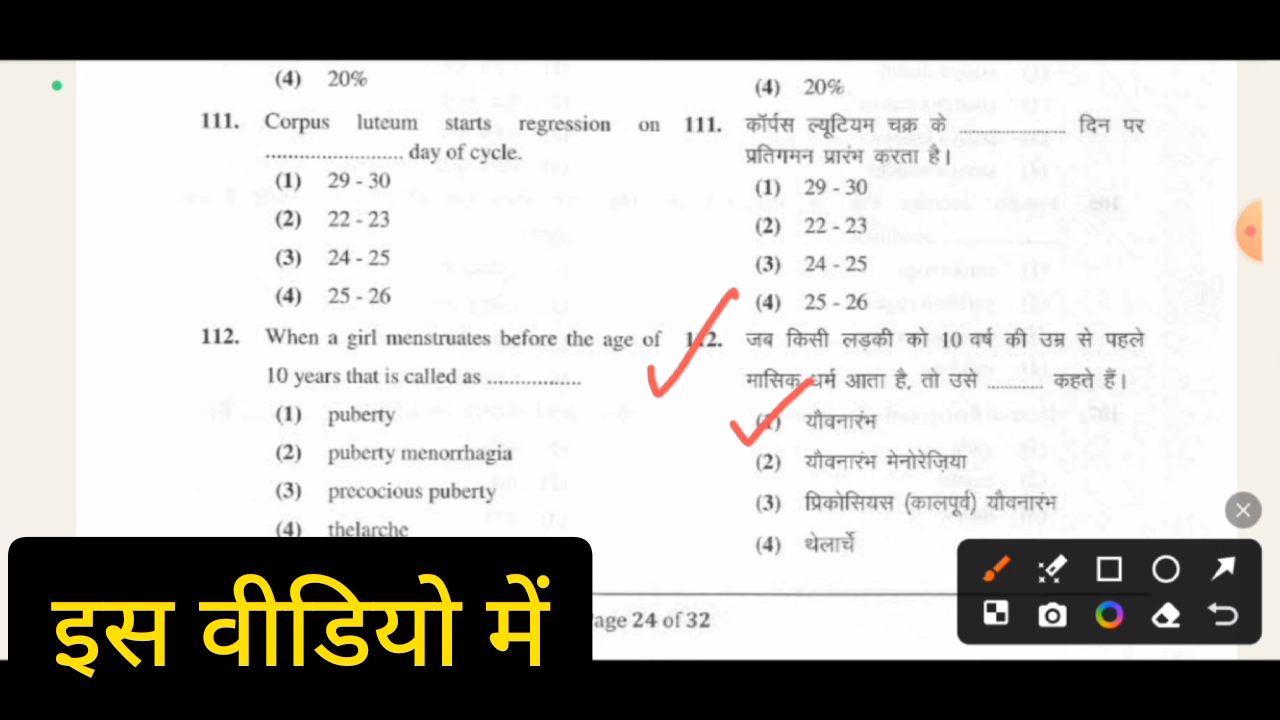 (4) 20%
111. Corpus luteum starts regression on
........................ day of cycle.
(1) 29 - 30
(2) 22 - 23
(3) 24 - 25
(4) 25 - 26
112. When a girl menstruates before the age of
10 years that is called as .................
(1) puberty
(2) puberty menorrhagia
(3) precocious puberty
(4) thelarche
(4) 20%
111. कॉर्पस ल्यूटियम चक्र के ........................ दिन पर
प्रतिगमन प्रारंभ करता है।
(1) 29 - 30
(2) 22 - 23
(3) 24 - 25
(4) 25 - 26
112. जब किसी लड़की को 10 वर्ष की उम्र से पहले
मासिक धर्म आता है, तो उसे ............ कहते हैं।
(1) यौवनारंभ
(2) यौवनारंभ मेनोरेज़िया
(3) प्रिकोसियस (कालपूर्व) यौवनारंभ
(4) थेलार्चे
इस वीडियो में
age 24 of 32